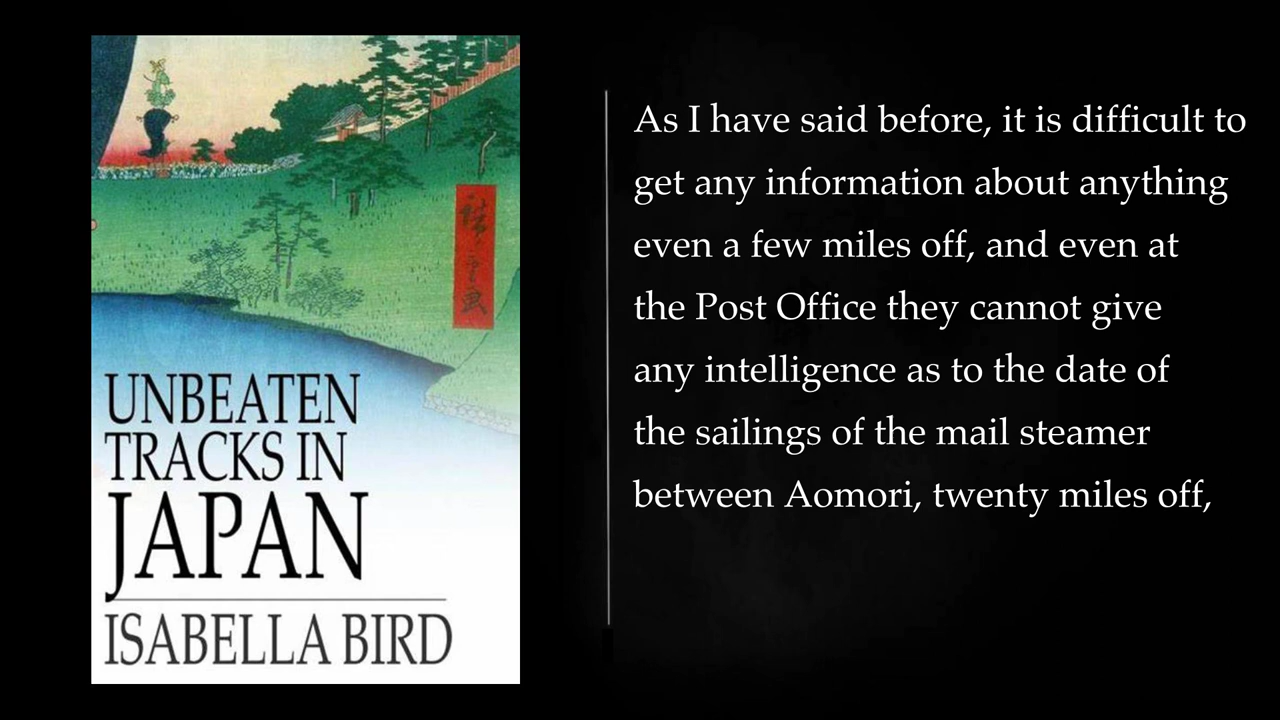 UNBEATEN
TRACKS IN
JAPAN
ISABELLA BIRD
As I have said before, it is difficult to
get any information about anything
even a few miles off, and even at
the Post Office they cannot give
any intelligence as to the date of
the sailings of the mail steamer
between Aomori, twenty miles off,